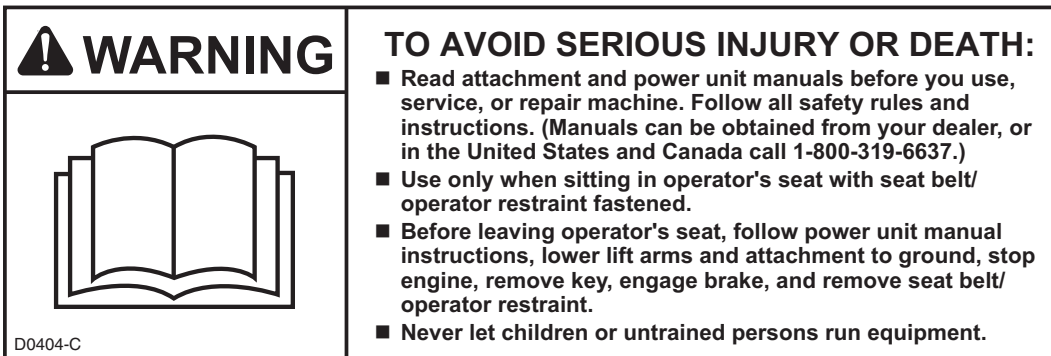 WARNING
D0404-C
TO AVOID SERIOUS INJURY OR DEATH:
■ Read attachment and power unit manuals before you use,
service, or repair machine. Follow all safety rules and
instructions. (Manuals can be obtained from your dealer, or
in the United States and Canada call 1-800-319-6637.)
■ Use only when sitting in operator's seat with seat belt/
operator restraint fastened.
■ Before leaving operator's seat, follow power unit manual
instructions, lower lift arms and attachment to ground, stop
engine, remove key, engage brake, and remove seat belt/
operator restraint.
■ Never let children or untrained persons run equipment.